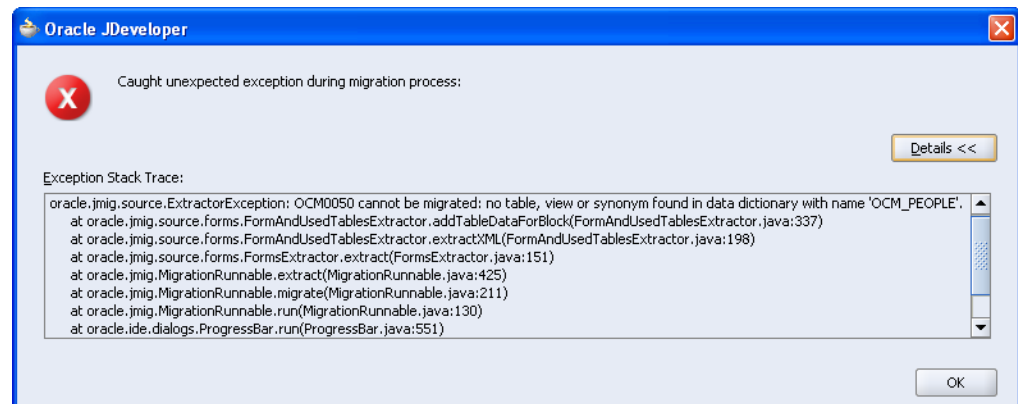 Oracle JDeveloper
Caught unexpected exception during migration process:
Details <<
Exception Stack Trace:
oracle.jmig.source.ExtractorException: OCM0050 cannot be migrated: no table, view or synonym found in data dictionary with name 'OCM_PEOPLE'.
at oracle.jmig.source.forms.FormAndUsedTablesExtractor.addTableDataForBlock(FormAndUsedTablesExtractor.java:337)
at oracle.jmig.source.forms.FormAndUsedTablesExtractor.extractXML(FormAndUsedTablesExtractor.java:198)
at oracle.jmig.source.forms.FormsExtractor.extract(FormsExtractor.java:151)
at oracle.jmig.MigrationRunnable.extract(MigrationRunnable.java:425)
at oracle.jmig.MigrationRunnable.migrate(MigrationRunnable.java:211)
at oracle.jmig.MigrationRunnable.run(MigrationRunnable.java:130)
at oracle.ide.dialogs.ProgressBar.run(ProgressBar.java:551)
OK